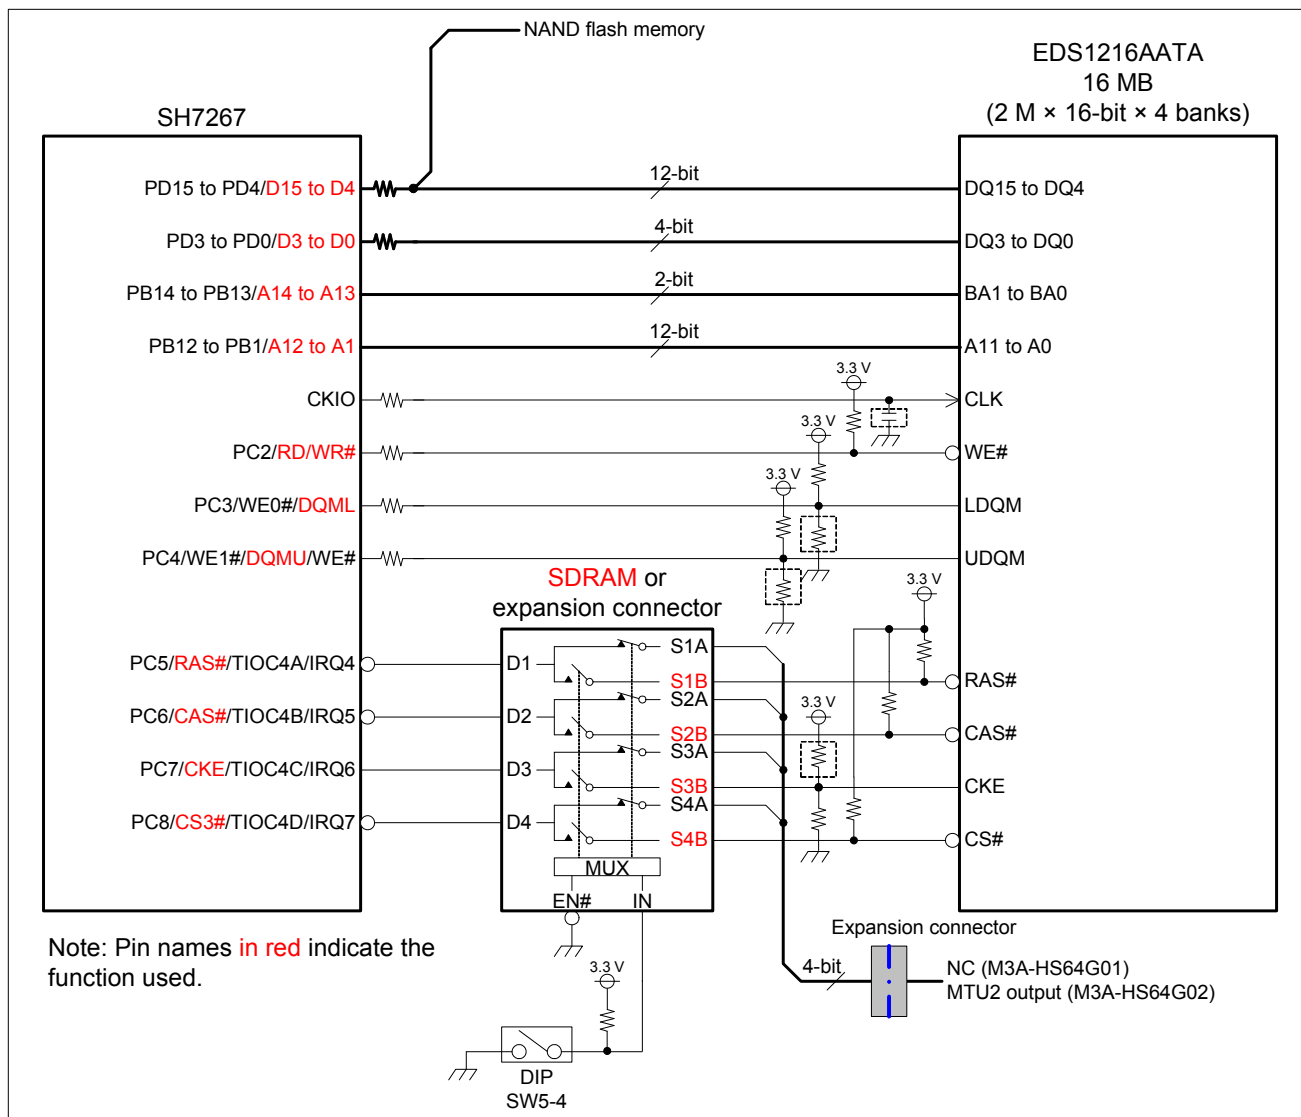 NAND flash memory
EDS1216AATA
16 MB
(2 M × 16-bit × 4 banks)
SH7267
PD15 to PD4/D15 to D4
12-bit
DQ15 to DQ4
PD3 to PD0/D3 to D0
4-bit
DQ3 to DQ0
PB14 to PB13/A14 to A13
2-bit
BA1 to BA0
PB12 to PB1/A12 to A1
12-bit
A11 to A0
3.3 V
CKIO
CLK
3.3 V
PC2/RD/WR#
WE#
3.3 V
PC3/WE0#/DQML
LDQM
PC4/WE1#/DQMU/WE#
UDQM
SDRAM or
expansion connector
3.3 V
PC5/RAS#/TIOC4A/IRQ4
D1
S1A
S1B
RAS#
PC6/CAS#/TIOC4B/IRQ5
D2
S2A
3.3 V
S2B
CAS#
PC7/CKE/TIOC4C/IRQ6
D3
S3A
S3B
CKE
PC8/CS3#/TIOC4D/IRQ7
D4
S4A
S4B
CS#
MUX
EN#
IN
Note: Pin names in red indicate the
function used.
Expansion connector
3.3 V
4-bit
NC (M3A-HS64G01)
MTU2 output (M3A-HS64G02)
DIP
SW5-4